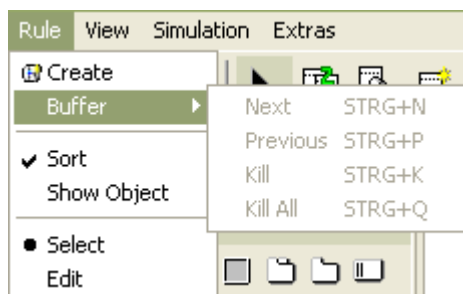 Rule View Simulation Extras
Create
Buffer
Next STRG+N
Previous STRG+P
Kill STRG+K
Kill All STRG+Q
Sort
Show Object
Select
Edit